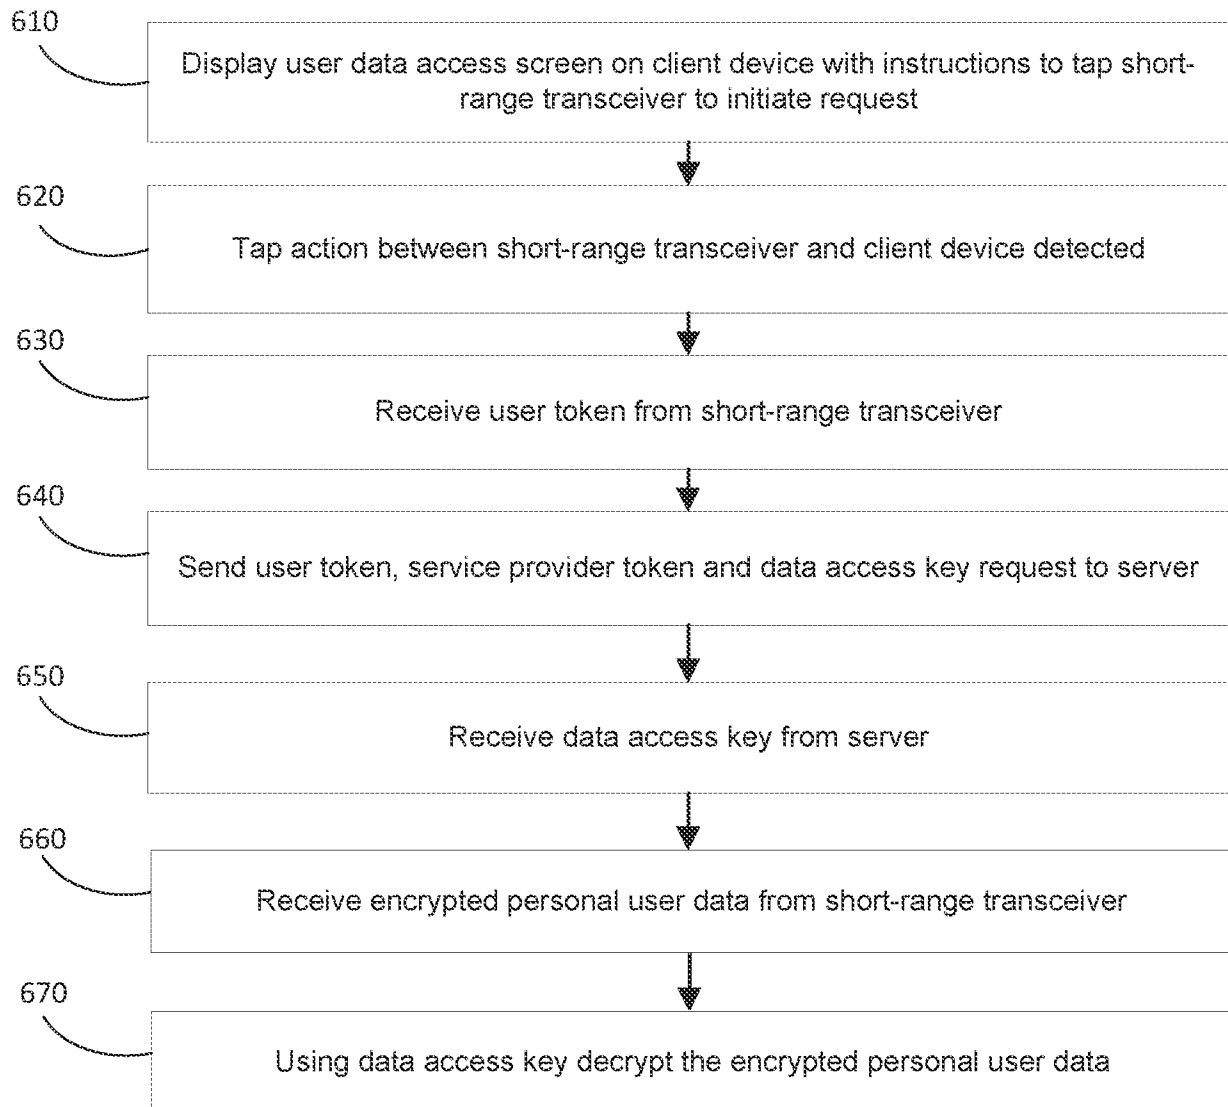 610
Display user data access screen on client device with instructions to tap short-
range transceiver to initiate request
620
Tap action between short-range transceiver and client device detected
630
Receive user token from short-range transceiver
640
Send user token, service provider token and data access key request to server
650
Receive data access key from server
660
Receive encrypted personal user data from short-range transceiver
670
Using data access key decrypt the encrypted personal user data